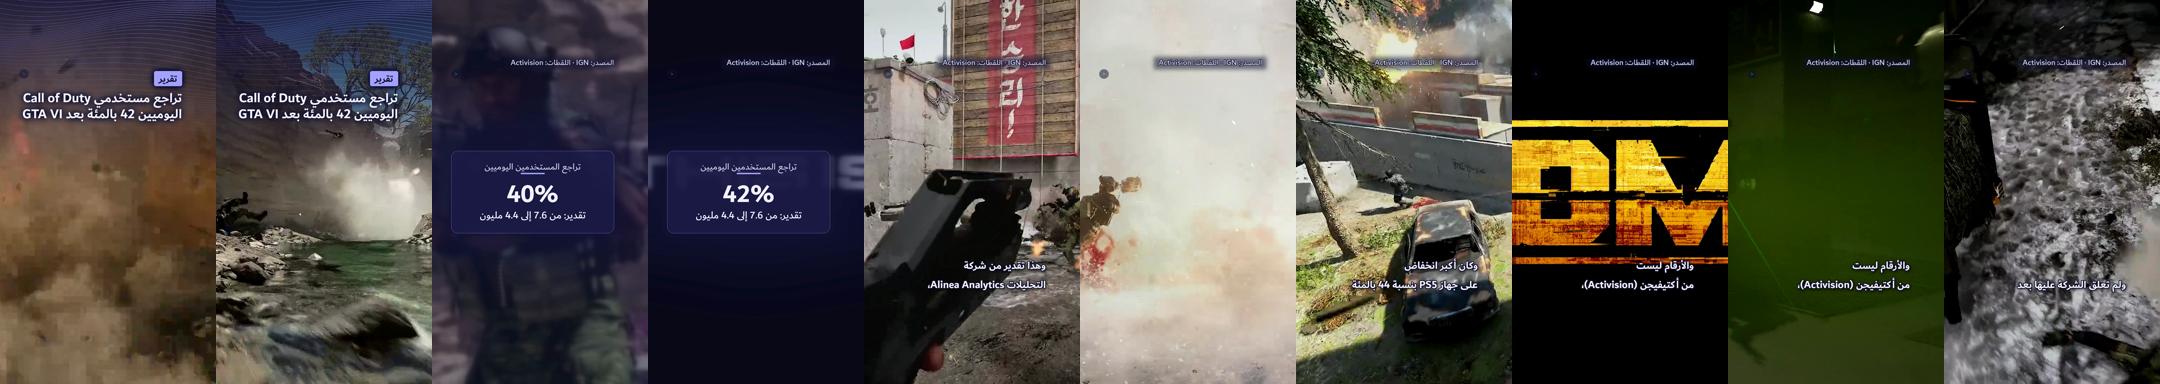 تقرير
تراجع مستخدمي Call of Duty
اليوميين 42 بالمئة بعد GTA VI
تقرير
تراجع مستخدمي Call of Duty
اليوميين 42 بالمئة بعد GTA VI
المصدر: IGN · اللقطات: Activision
تراجع المستخدمين اليوميين
40%
تقدير: من 7.6 إلى 4.4 مليون
المصدر: IGN · اللقطات: Activision
تراجع المستخدمين اليوميين
42%
تقدير: من 7.6 إلى 4.4 مليون
المصدر: IGN · اللقطات: Activision
وهذا تقدير من شركة
التحليلات Alinea Analytics،
المصدر: IGN · اللقطات: Activision
المصدر: IGN · اللقطات: Activision
وكان أكبر انخفاض
على جهاز PS5 بنسبة 44 بالمئة
المصدر: IGN · اللقطات: Activision
والأرقام ليست
من أكتيفيجن (Activision)،
المصدر: IGN · اللقطات: Activision
والأرقام ليست
من أكتيفيجن (Activision)،
المصدر: IGN · اللقطات: Activision
ولم تعلق الشركة عليها بعد